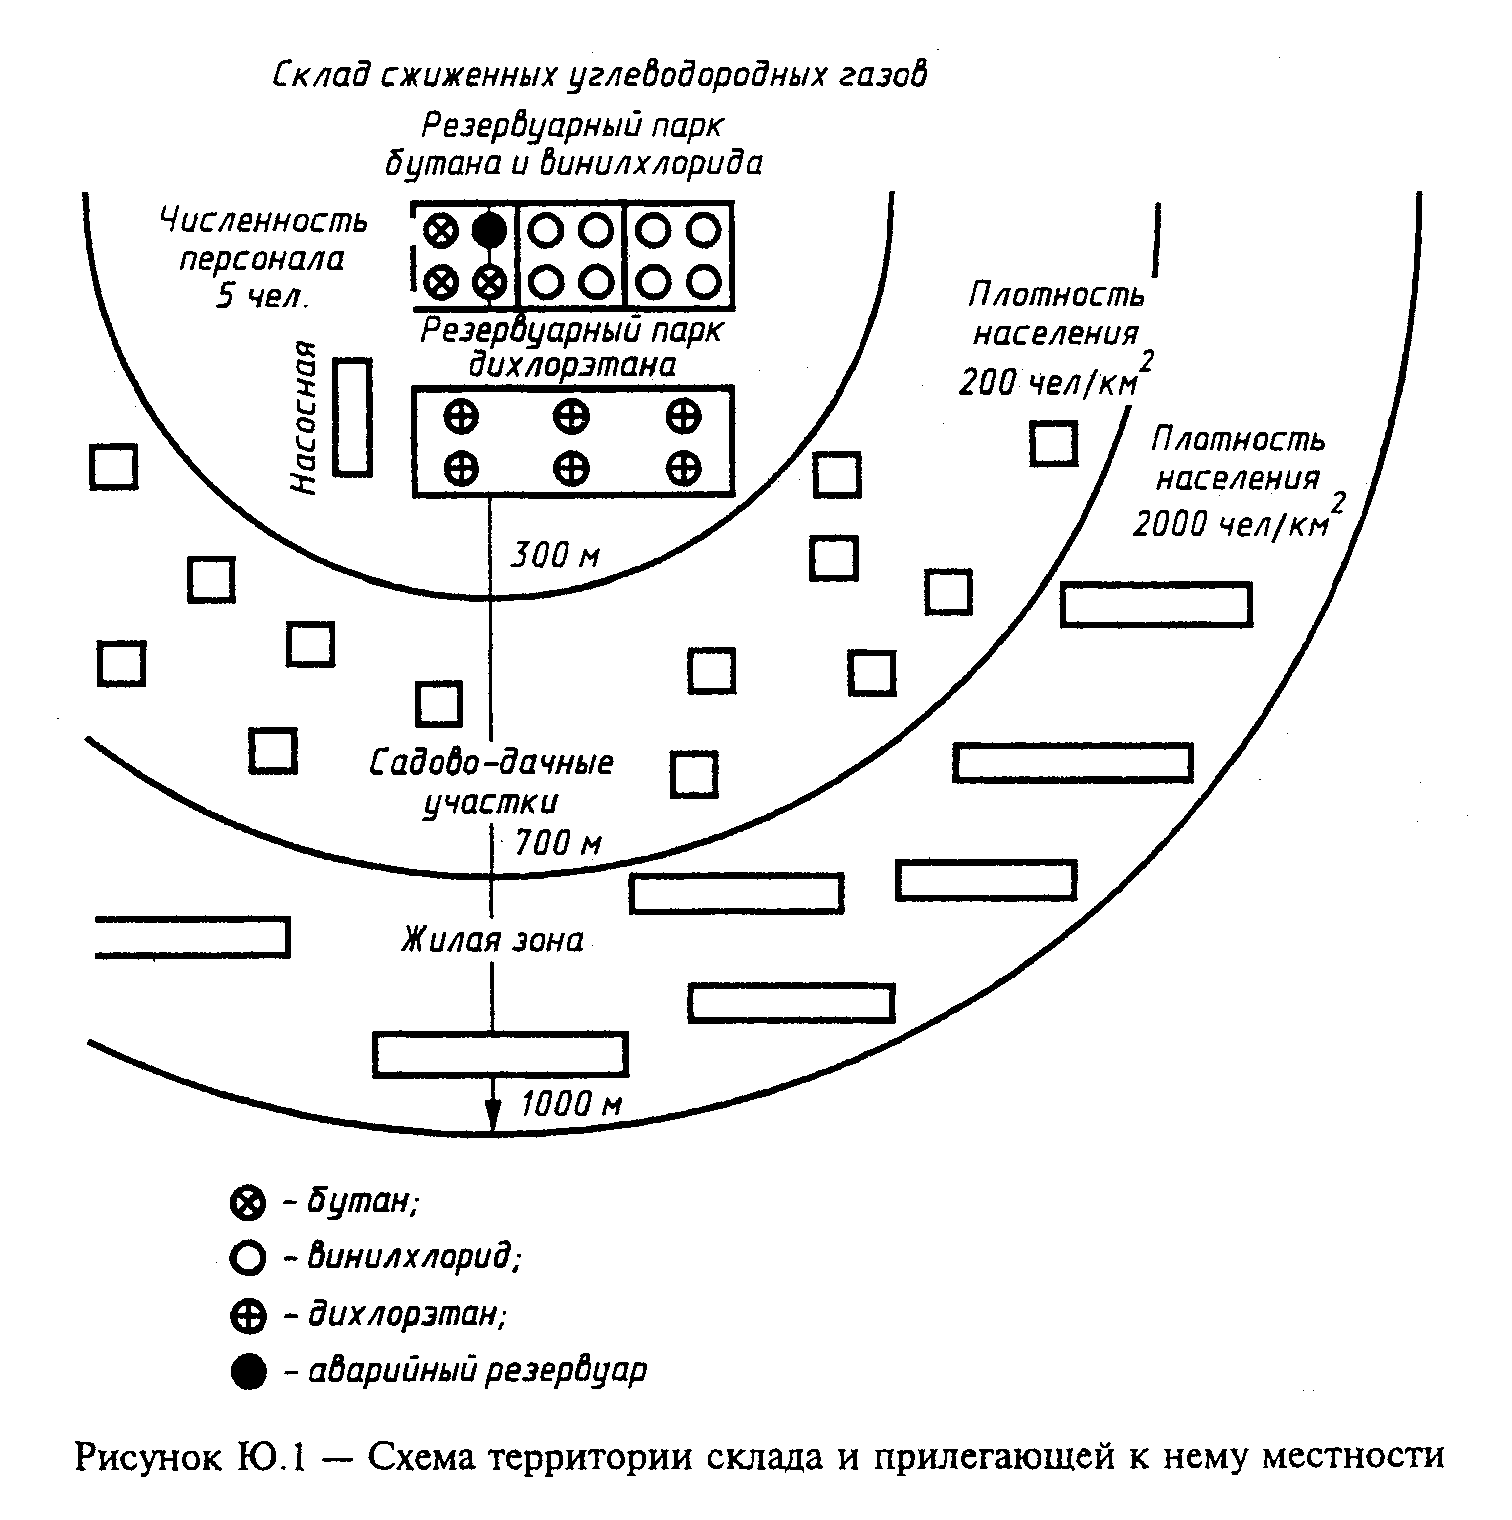 Склад сжиженных углеводородных газов
Резервуарный парк
бутана и винилхлорида
Численность
персонала
5 чел.
Резервуарный парк
дихлорэтана
Насосная
Плотность
населения
200 чел/км²
Плотность
населения
2000 чел/км²
300 м
Садово-дачные
участки
700 м
Жилая зона
1000 м
– бутан;
– винилхлорид;
– дихлорэтан;
– аварийный резервуар
Рисунок Ю.1 — Схема территории склада и прилегающей к нему местности